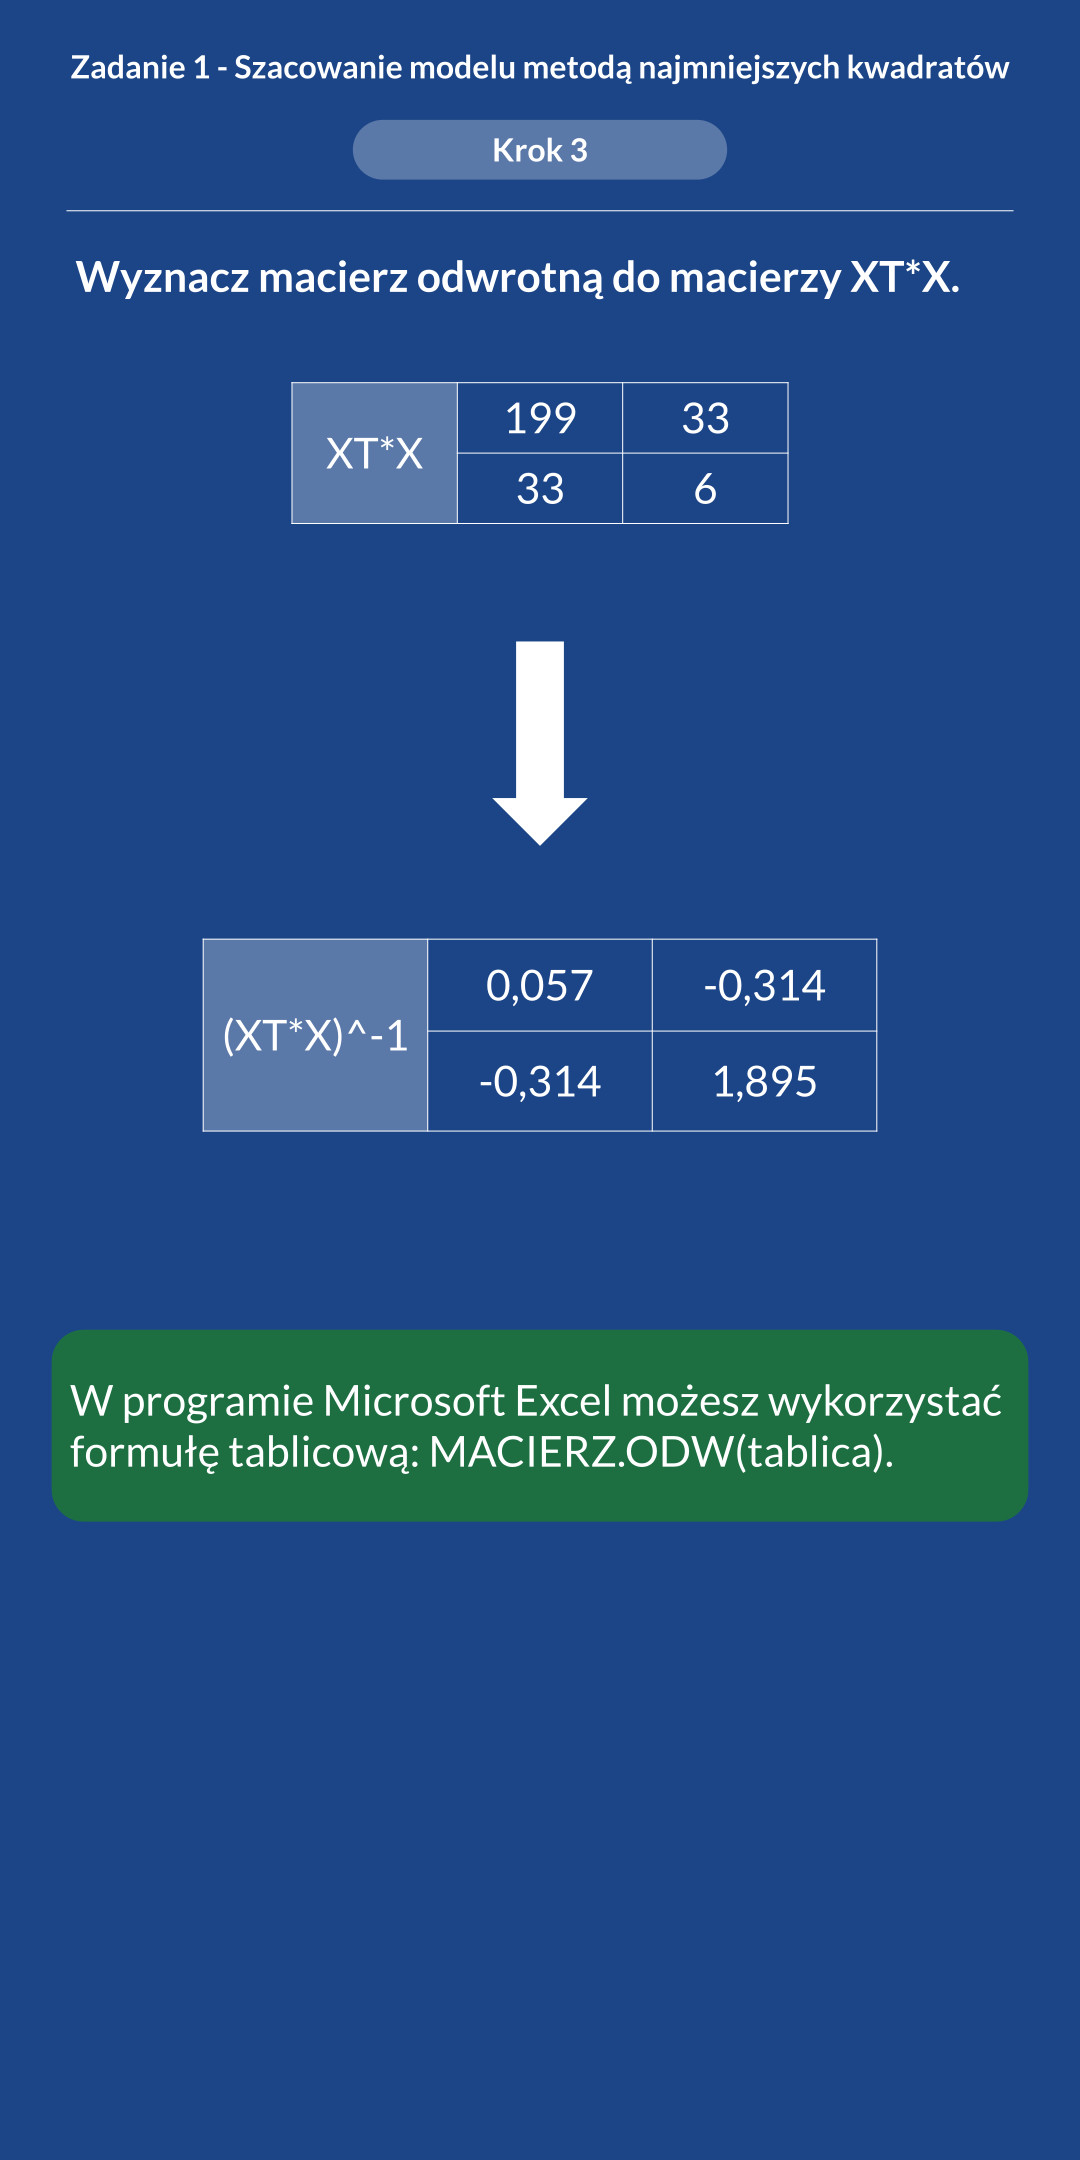 Zadanie 1 - Szacowanie modelu metodą najmniejszych kwadratów
Krok 3
Wyznacz macierz odwrotną do macierzy XT*X.
XT*X
199 33
33 6
(XT*X)^-1
0,057 -0,314
-0,314 1,895
W programie Microsoft Excel możesz wykorzystać
formułę tablicową: MACIERZ.ODW(tablica).